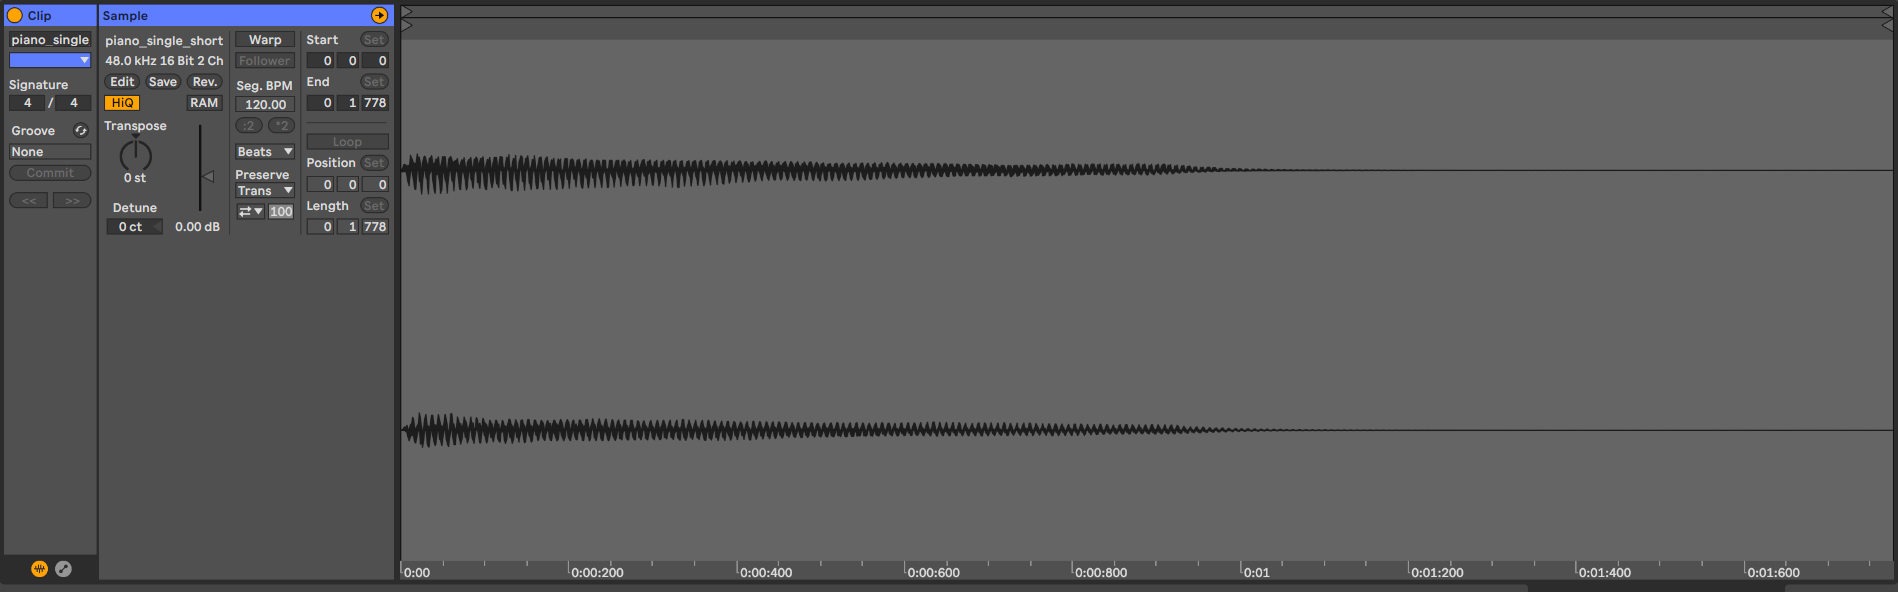 Clip
piano_single
Signature
4 / 4
Groove
None
Commit
<< >>
Sample
piano_single_short
48.0 kHz 16 Bit 2 Ch
Edit Save Rev.
HiQ RAM
Transpose
0 st
Detune
0 ct 0.00 dB
Warp
Follower
Seg. BPM
120.00
:2 *2
Beats
Preserve
Trans
100
Start Set
0 0 0
End Set
0 1 778
Loop
Position Set
0 0 0
Length Set
0 1 778
0:00 0:00:200 0:00:400 0:00:600 0:00:800 0:01 0:01:200 0:01:400 0:01:600